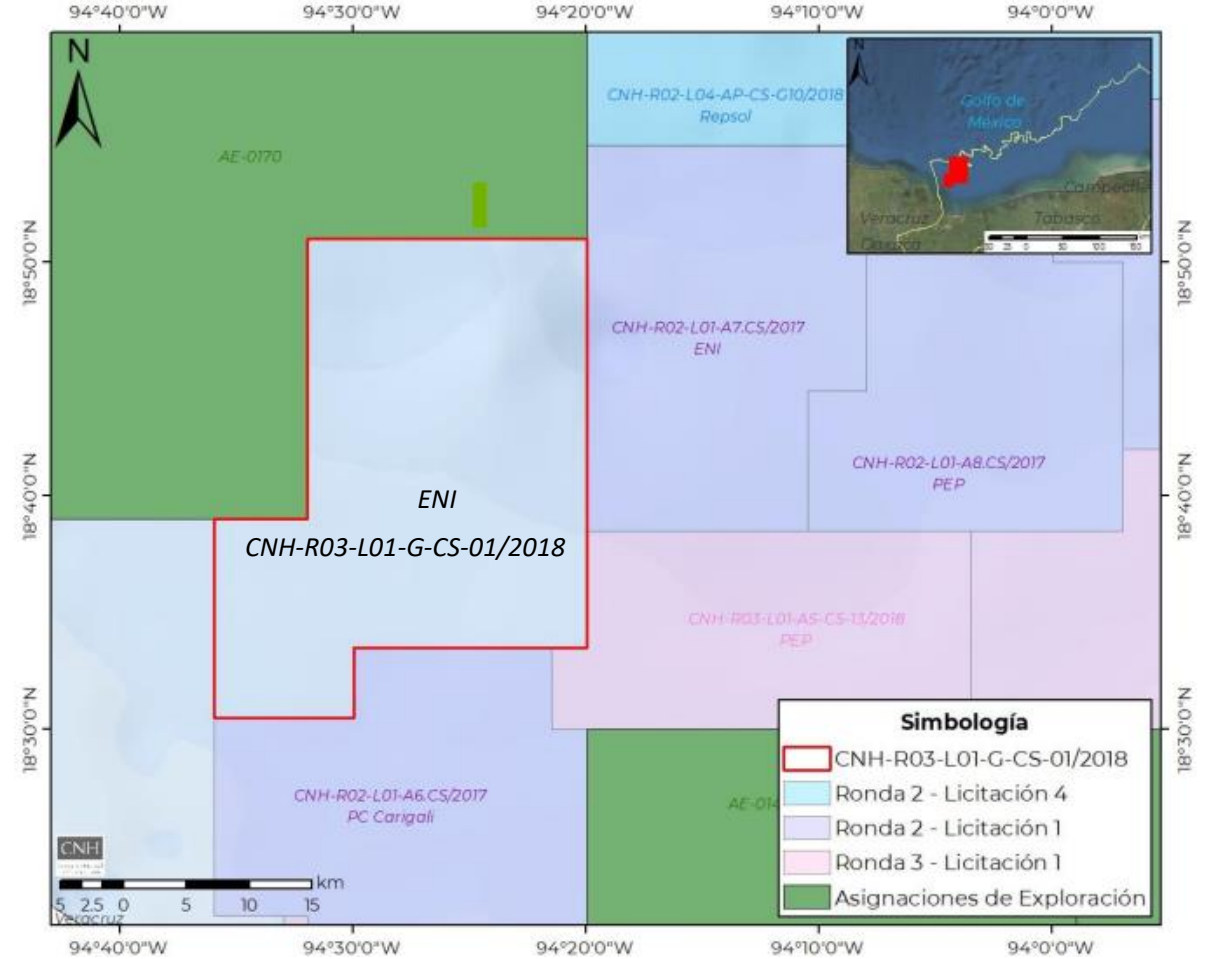 94°40'0"W
94°30'0"W
94°20'0"W
94°10'0"W
94°0'0"W
N
CNH-R02-L04-AP-CS-G10/2018
Repsol
Golfo de
México
Campeche
Veracruz
Tabasco
Oaxaca
AE-0170
18°50'0"N
18°50'0"N
CNH-R02-L01-A7.CS/2017
ENI
CNH-R02-L01-A8.CS/2017
PEP
18°40'0"N
18°40'0"N
ENI
CNH-R03-L01-G-CS-01/2018
CNH-R03-L01-AS-CS-13/2018
PEP
18°30'0"N
18°30'0"N
CNH-R02-L01-A6.CS/2017
PC Carigali
AE-014
Simbología
CNH-R03-L01-G-CS-01/2018
Ronda 2 - Licitación 4
Ronda 2 - Licitación 1
Ronda 3 - Licitación 1
Asignaciones de Exploración
CNH
km
5 2.5 0 5 10 15
Veracruz
94°40'0"W
94°30'0"W
94°20'0"W
94°10'0"W
94°0'0"W